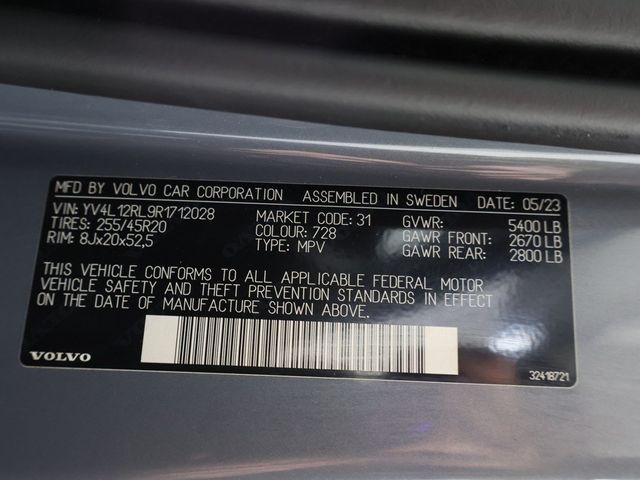 MFD BY VOLVO CAR CORPORATION ASSEMBLED IN SWEDEN DATE: 05/23
VIN: YV4L12RL9R1712028 MARKET CODE: 31 GVWR: 5400 LB
TIRES: 255/45R20 COLOUR: 728 GAWR FRONT: 2670 LB
RIM: 8Jx20x52,5 TYPE: MPV GAWR REAR: 2800 LB
THIS VEHICLE CONFORMS TO ALL APPLICABLE FEDERAL MOTOR
VEHICLE SAFETY AND THEFT PREVENTION STANDARDS IN EFFECT
ON THE DATE OF MANUFACTURE SHOWN ABOVE.
VOLVO 32418721